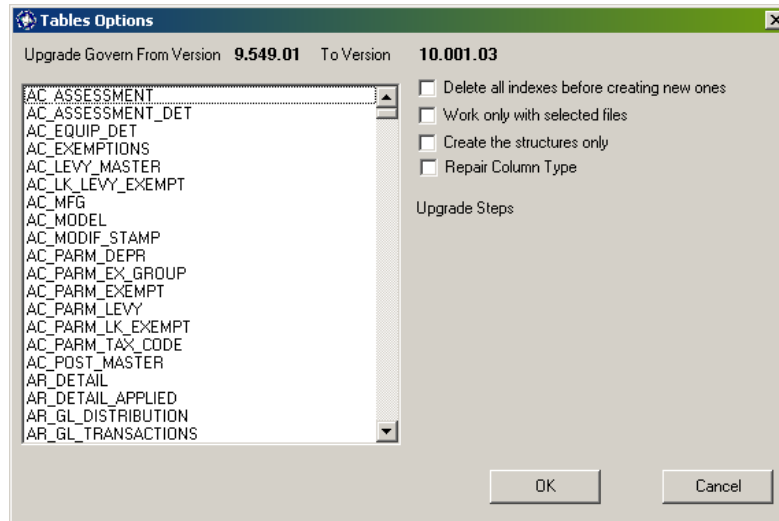 Tables Options
Upgrade Govern From Version 9.549.01 To Version 10.001.03
AC_ASSESSMENT
AC_ASSESSMENT_DET
AC_EQUIP_DET
AC_EXEMPTIONS
AC_LEVY_MASTER
AC_LK_LEVY_EXEMPT
AC_MFG
AC_MODEL
AC_MODIF_STAMP
AC_PARM_DEPR
AC_PARM_EX_GROUP
AC_PARM_EXEMPT
AC_PARM_LEVY
AC_PARM_LK_EXEMPT
AC_PARM_TAX_CODE
AC_POST_MASTER
AR_DETAIL
AR_DETAIL_APPLIED
AR_GL_DISTRIBUTION
AR_GL_TRANSACTIONS
Delete all indexes before creating new ones
Work only with selected files
Create the structures only
Repair Column Type
Upgrade Steps
OK Cancel